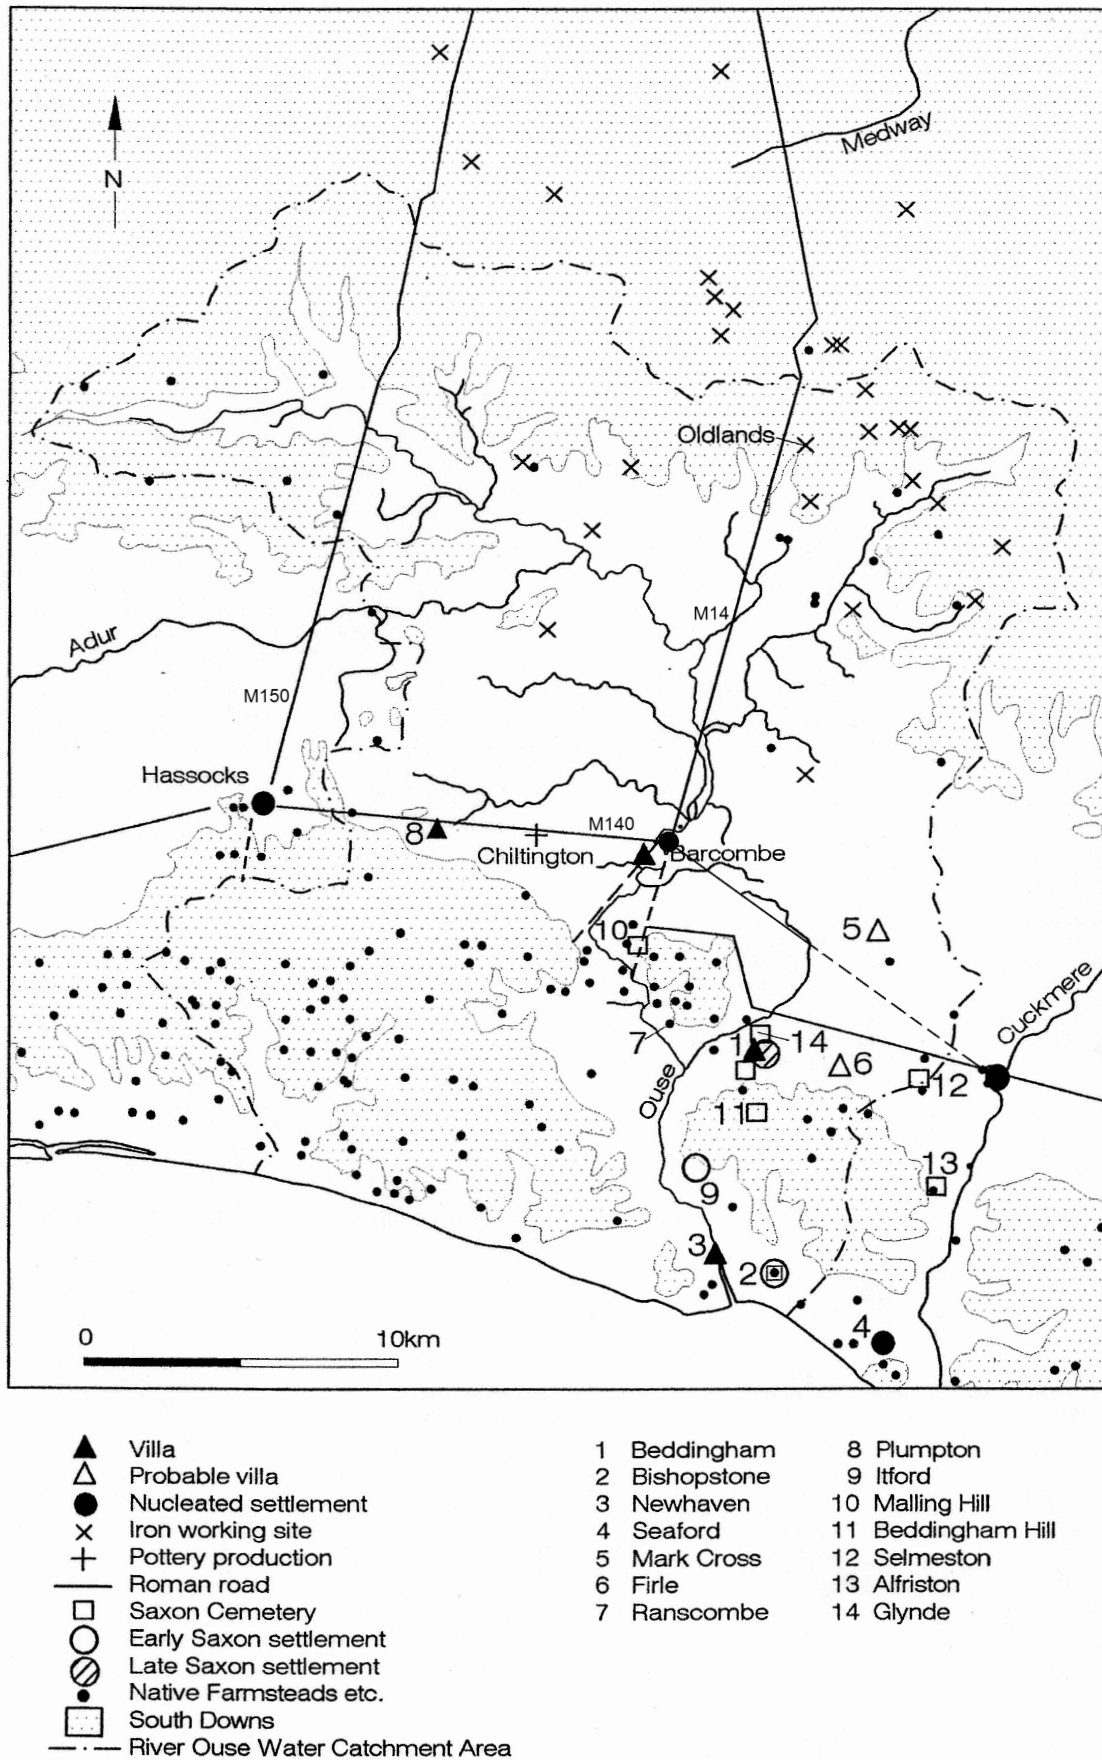 Medway
N
Oldlands
M14
Adur
M150
Hassocks
8
M140
Chiltington
Barcombe
10
5
Cuckmere
7
1
14
6
12
Ouse
11
13
9
3
2
4
0
10km
Villa
Probable villa
Nucleated settlement
Iron working site
Pottery production
Roman road
Saxon Cemetery
Early Saxon settlement
Late Saxon settlement
Native Farmsteads etc.
South Downs
River Ouse Water Catchment Area
1 Beddingham
2 Bishopstone
3 Newhaven
4 Seaford
5 Mark Cross
6 Firle
7 Ranscombe
8 Plumpton
9 Itford
10 Malling Hill
11 Beddingham Hill
12 Selmeston
13 Alfriston
14 Glynde